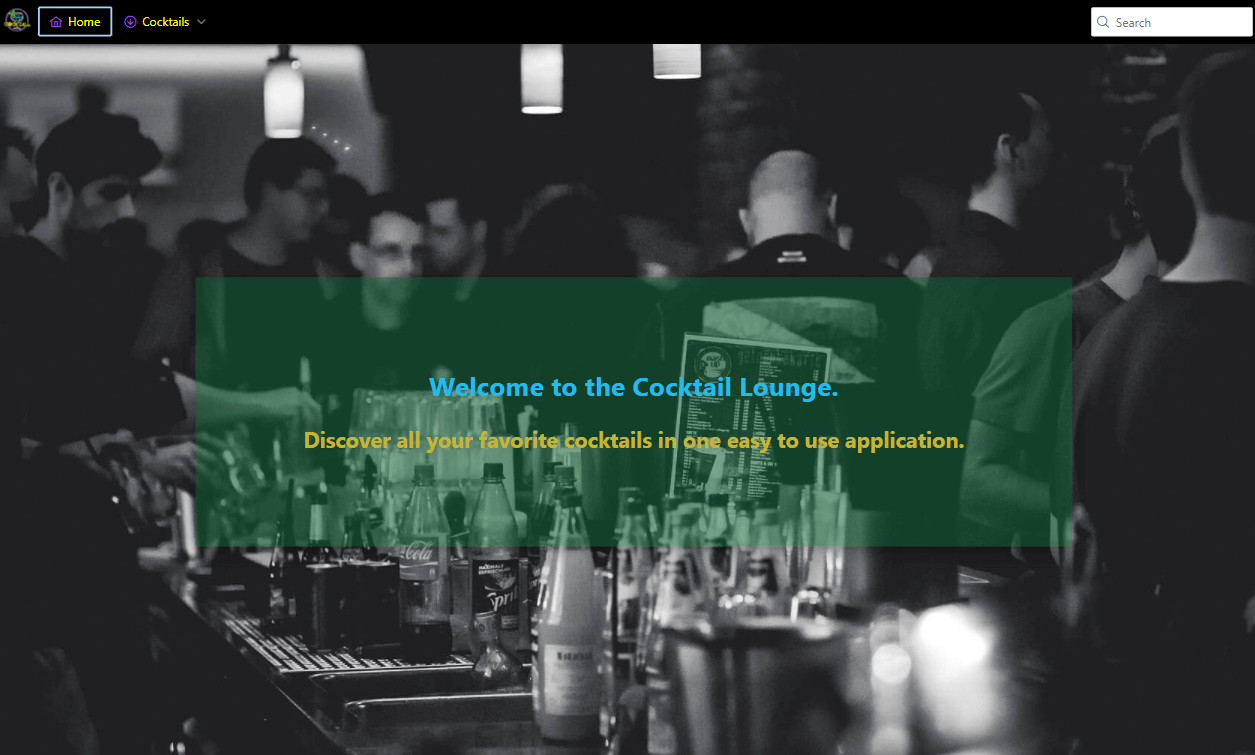 Home
Cocktails
Search
Welcome to the Cocktail Lounge.
Discover all your favorite cocktails in one easy to use application.
Cola